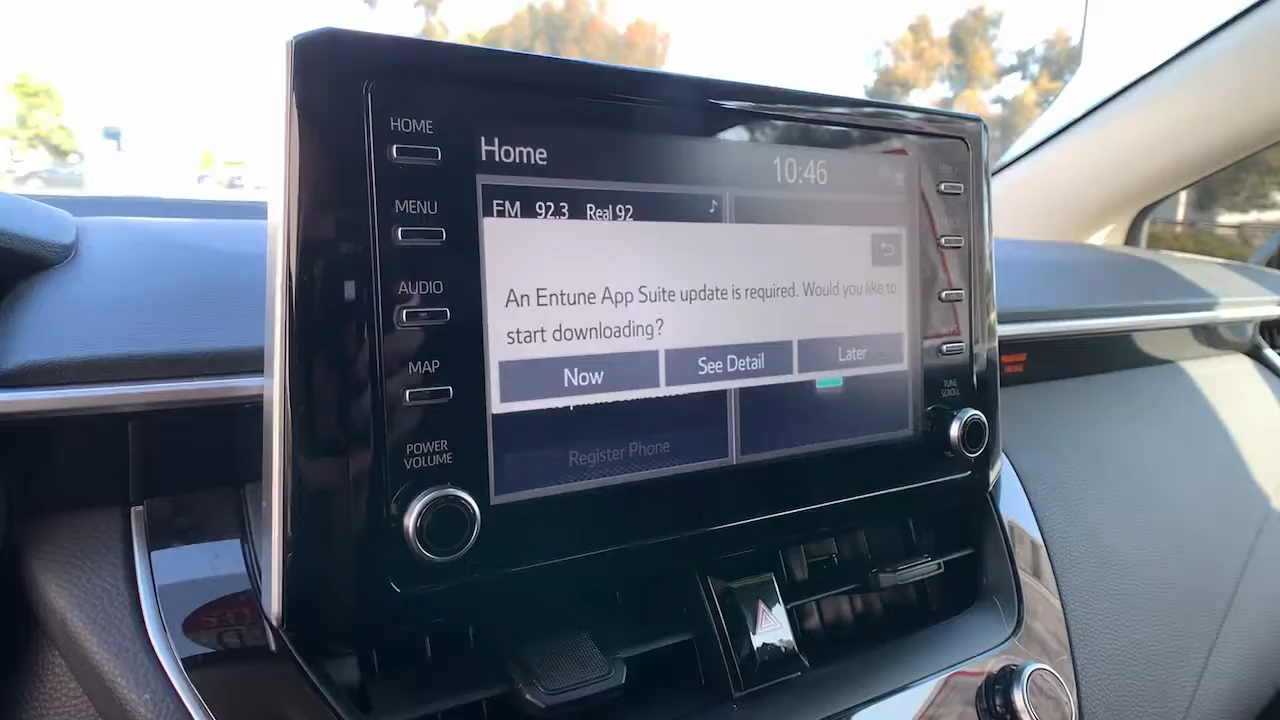 HOME
Home
10:46
MENU
FM 92.3 Real 92
AUDIO
An Entune App Suite update is required. Would you like to
start downloading?
Now
See Detail
Later
MAP
TUNE
SCROLL
POWER
VOLUME
Register Phone